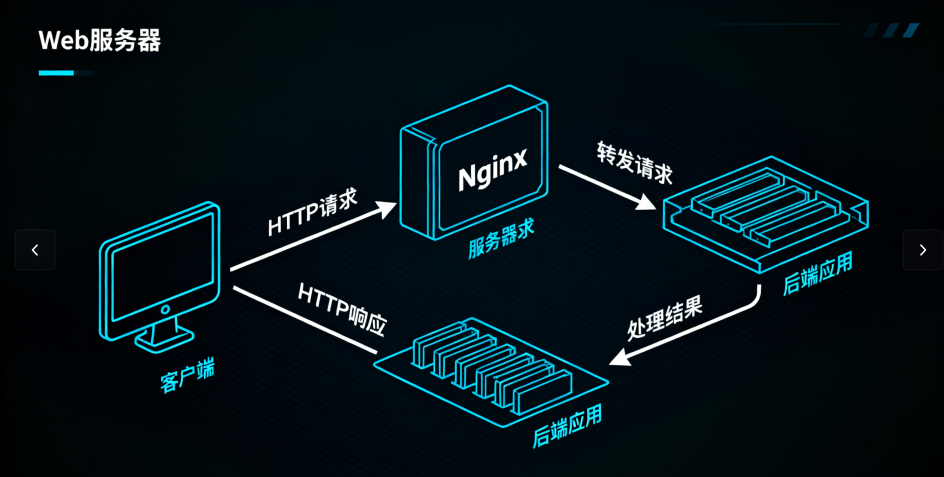 Web服务器
Nginx
服务器求
HTTP请求
转发请求
后端应用
处理结果
HTTP响应
客户端
后端应用